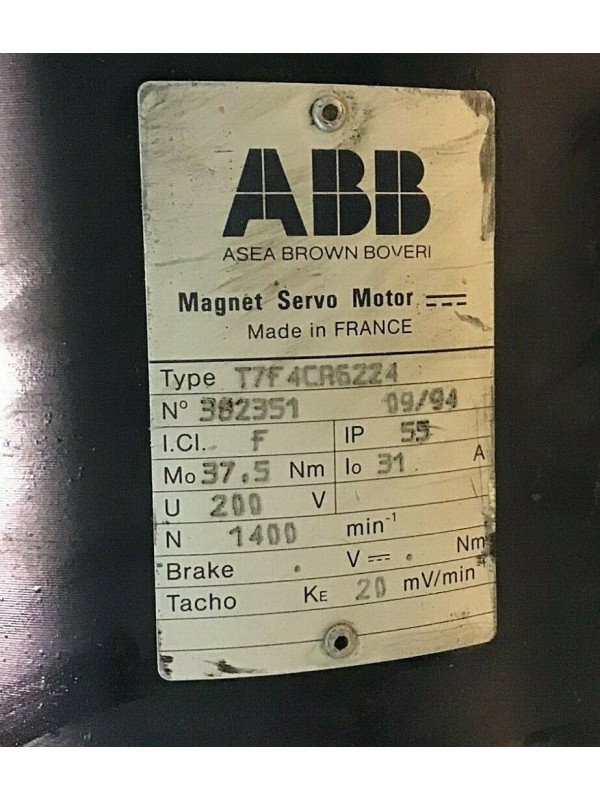 ABB
ASEA BROWN BOVERI
Magnet Servo Motor ⎓
Made in FRANCE
Type T7F4CR6224
N° 382351 09/94
I.Cl. F IP 55
Mo 37.5 Nm Io 31 A
U 200 V
N 1400 min-1
Brake . V ⎓ . Nm
Tacho KE 20 mV/min-1